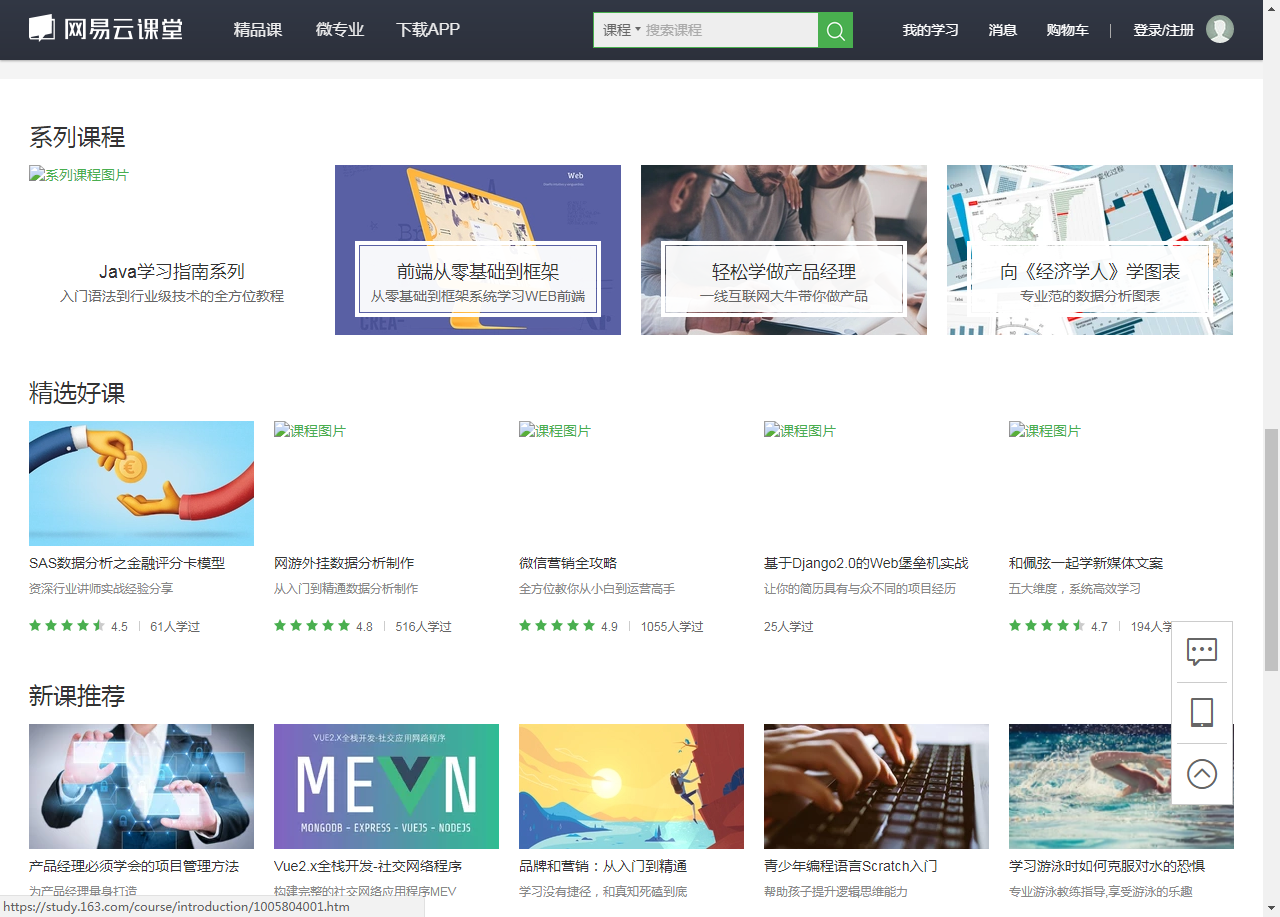 网易云课堂
精品课
微专业
下载APP
课程
搜索课程
我的学习
消息
购物车
登录/注册
系列课程
系列课程图片
Java学习指南系列
入门语法到行业级技术的全方位教程
Web
前端从零基础到框架
从零基础到框架系统学习WEB前端
轻松学做产品经理
一线互联网大牛带你做产品
向《经济学人》学图表
专业范的数据分析图表
精选好课
课程图片
课程图片
课程图片
课程图片
SAS数据分析之金融评分卡模型
资深行业讲师实战经验分享
4.5
61人学过
网游外挂数据分析制作
从入门到精通数据分析制作
4.8
516人学过
微信营销全攻略
全方位教你从小白到运营高手
4.9
1055人学过
基于Django2.0的Web堡垒机实战
让你的简历具有与众不同的项目经历
25人学过
和佩弦一起学新媒体文案
五大维度，系统高效学习
4.7
194人学
新课推荐
VUE2.X全栈开发-社交应用网路程序
MEVN
MONGODB - EXPRESS - VUEJS - NODEJS
产品经理必须学会的项目管理方法
为产品经理量身打造
Vue2.x全栈开发-社交网络程序
构建完整的社交网络应用程序MEV
品牌和营销：从入门到精通
学习没有捷径，和真知死磕到底
青少年编程语言Scratch入门
帮助孩子提升逻辑思维能力
学习游泳时如何克服对水的恐惧
专业游泳教练指导,享受游泳的乐趣
https://study.163.com/course/introduction/1005804001.htm